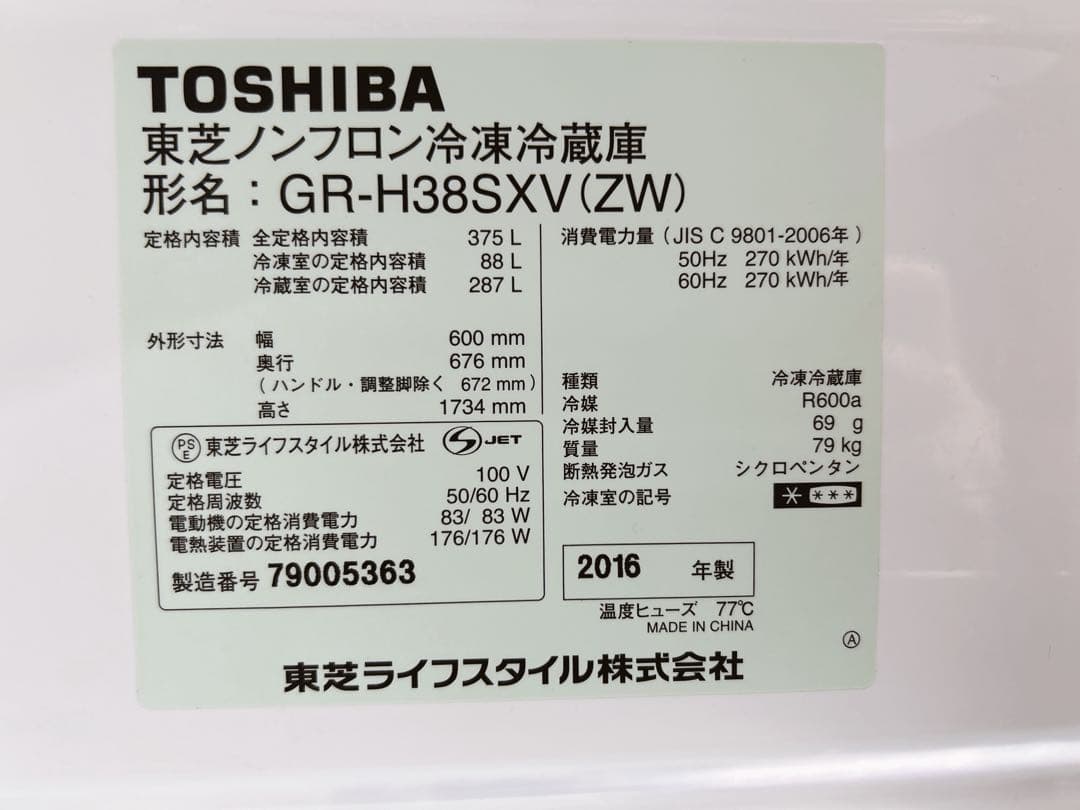 TOSHIBA
東芝ノンフロン冷凍冷蔵庫
形名：GR-H38SXV(ZW)
定格内容積 全定格内容積 375 L
冷凍室の定格内容積 88 L
冷蔵室の定格内容積 287 L
外形寸法 幅 600 mm
奥行 676 mm
(ハンドル・調整脚除く 672 mm)
高さ 1734 mm
消費電力量 (JIS C 9801-2006年)
50Hz 270 kWh/年
60Hz 270 kWh/年
種類 冷凍冷蔵庫
冷媒 R600a
冷媒封入量 69 g
質量 79 kg
断熱発泡ガス シクロペンタン
冷凍室の記号 * ***
PSE 東芝ライフスタイル株式会社 JET
定格電圧 100 V
定格周波数 50/60 Hz
電動機の定格消費電力 83/ 83 W
電熱装置の定格消費電力 176/176 W
製造番号 79005363
2016 年製
温度ヒューズ 77℃
MADE IN CHINA
Ⓐ
東芝ライフスタイル株式会社